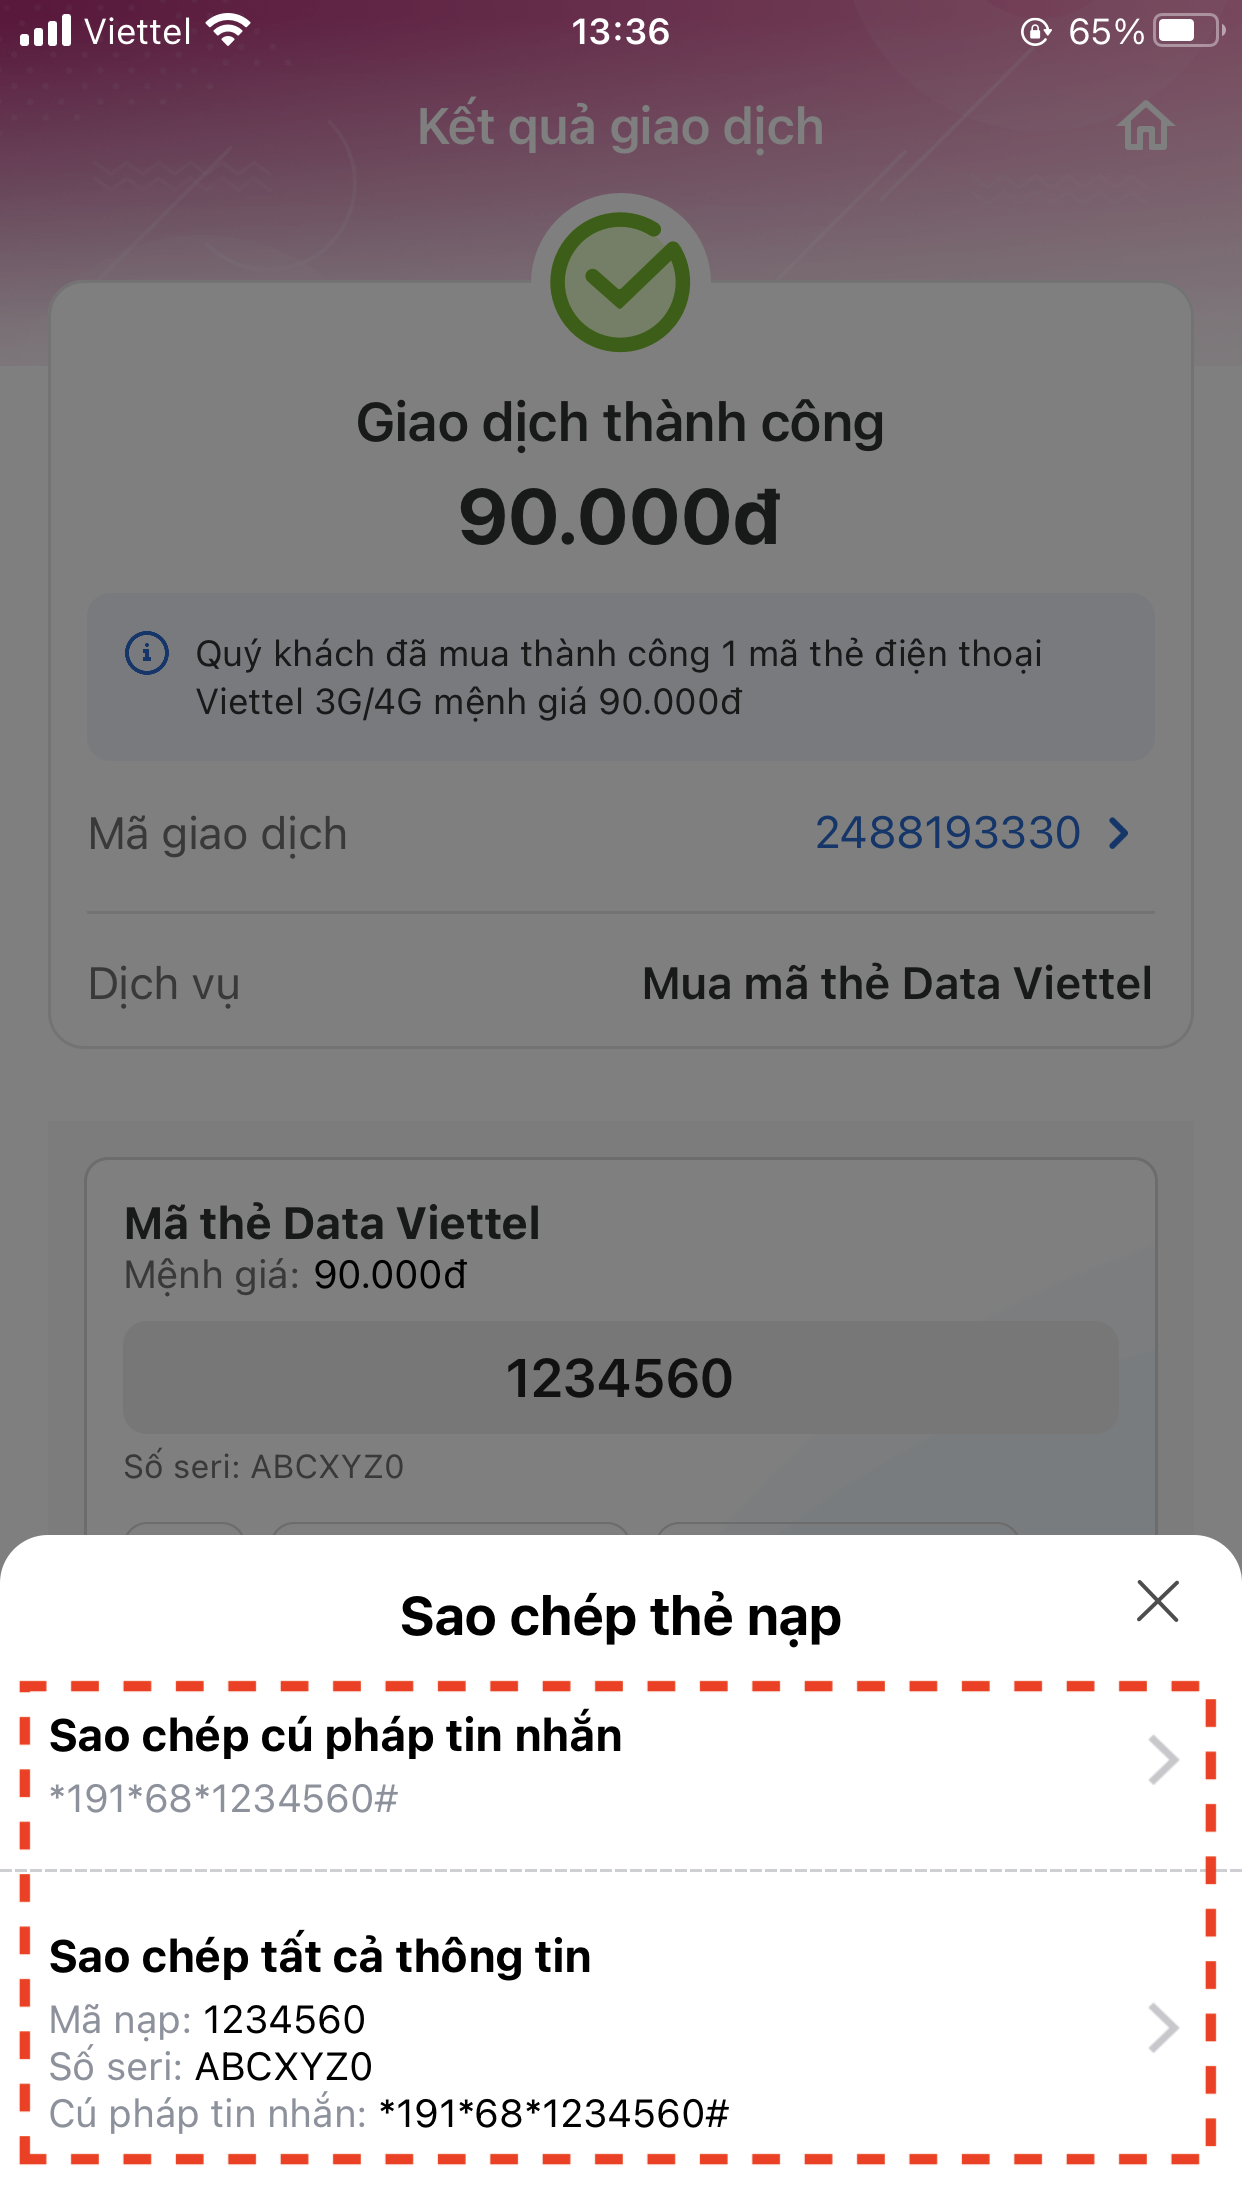 Viettel 13:36 65%
Kết quả giao dịch
Giao dịch thành công
90.000đ
Quý khách đã mua thành công 1 mã thẻ điện thoại
Viettel 3G/4G mệnh giá 90.000đ
Mã giao dịch 2488193330
Dịch vụ Mua mã thẻ Data Viettel
Mã thẻ Data Viettel
Mệnh giá: 90.000đ
1234560
Số seri: ABCXYZ0
Sao chép thẻ nạp
Sao chép cú pháp tin nhắn
*191*68*1234560#
Sao chép tất cả thông tin
Mã nạp: 1234560
Số seri: ABCXYZ0
Cú pháp tin nhắn: *191*68*1234560#